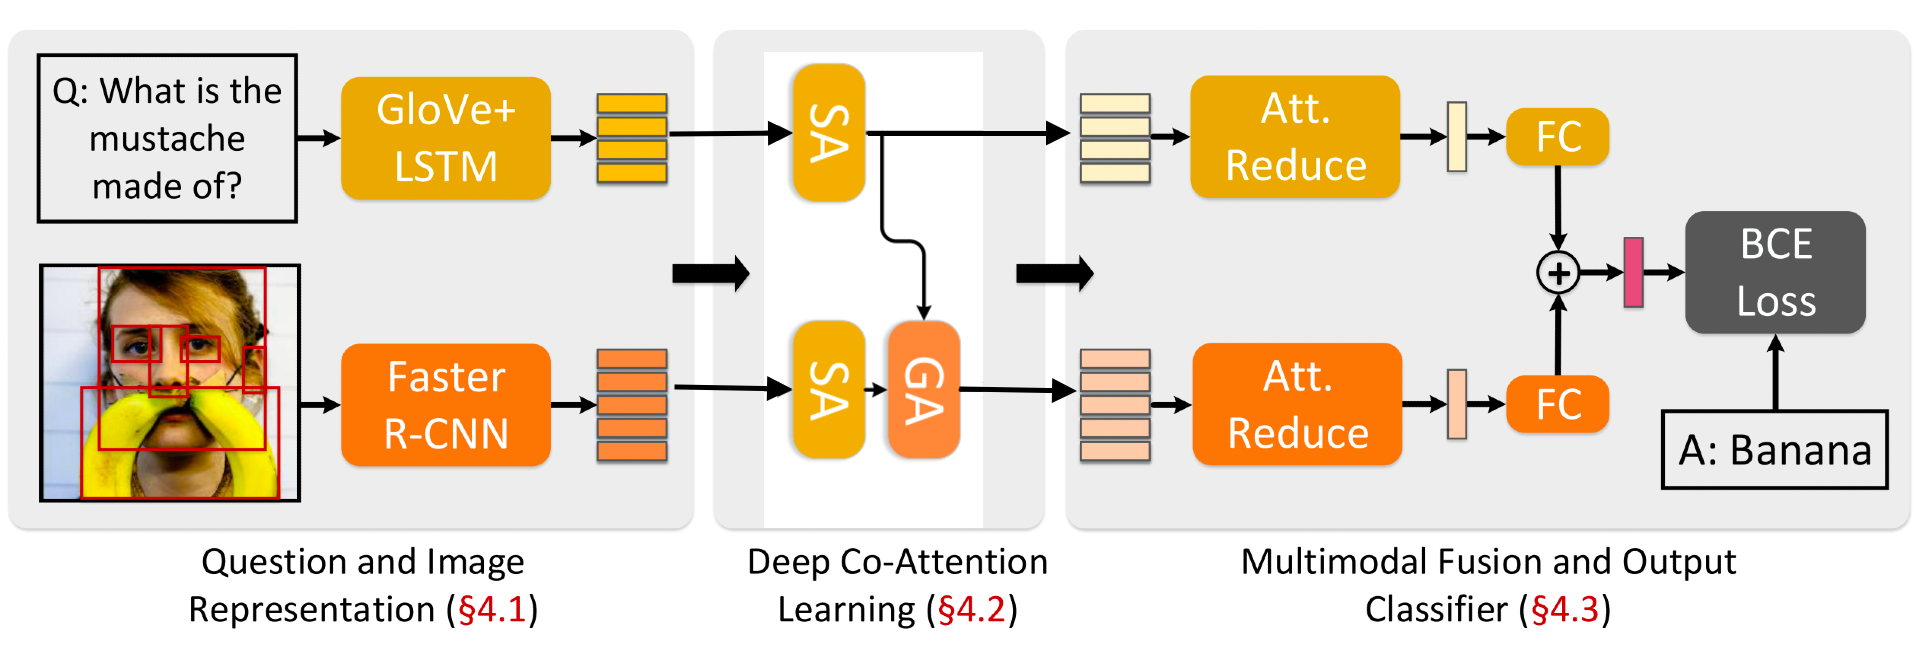 Q: What is the
mustache
made of?
GloVe+
LSTM
SA
Att.
Reduce
FC
BCE
Loss
Faster
R-CNN
SA
GA
Att.
Reduce
FC
A: Banana
Question and Image
Representation (§4.1)
Deep Co-Attention
Learning (§4.2)
Multimodal Fusion and Output
Classifier (§4.3)